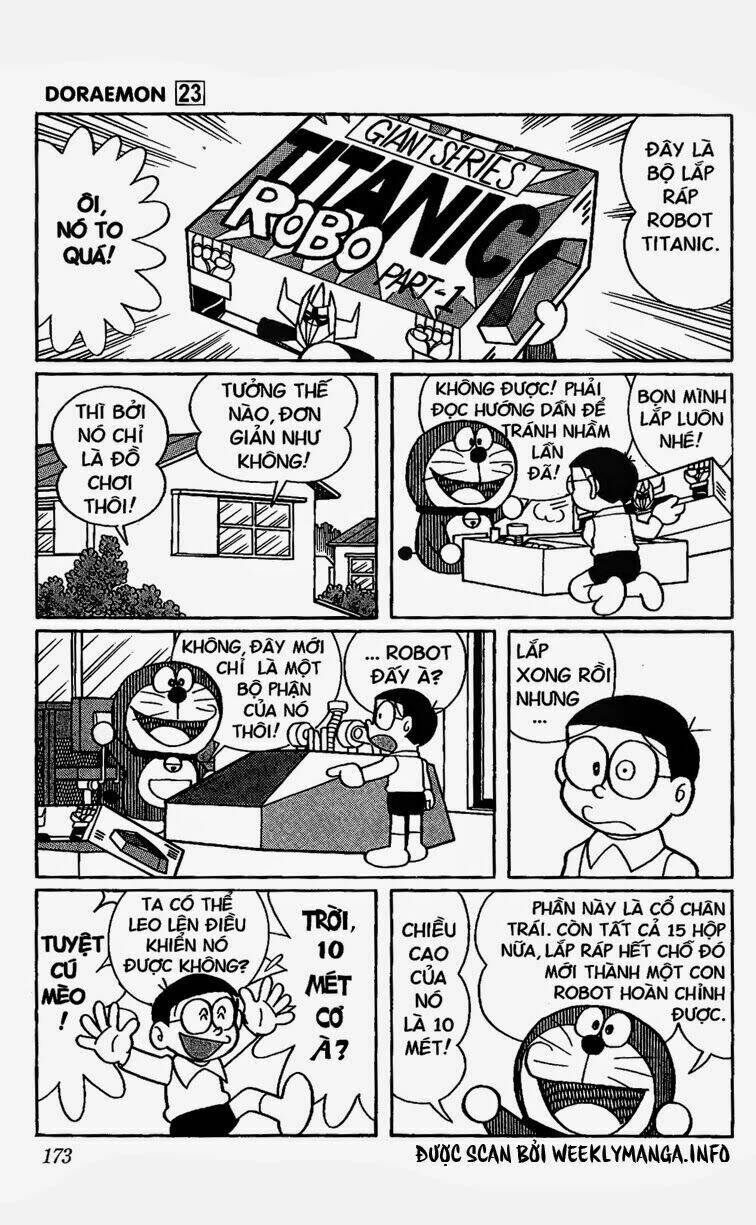 DORAEMON 23
ĐÂY LÀ
BỘ LẮP
RÁP
ROBOT
TITANIC.
GIANT SERIES
TITANIC
ROBO
PART-1
ÔI,
NÓ TO
QUÁ!
BỌN MÌNH
LẮP LUÔN
NHÉ!
KHÔNG ĐƯỢC! PHẢI
ĐỌC HƯỚNG DẪN ĐỂ
TRÁNH NHẦM
LẪN
ĐÃ!
TƯỞNG THẾ
NÀO, ĐƠN
GIẢN NHƯ
KHÔNG!
THÌ BỞI
NÓ CHỈ
LÀ ĐỒ
CHƠI
THÔI!
LẮP
XONG RỒI
NHƯNG
...
... ROBOT
ĐẤY À?
KHÔNG, ĐÂY MỚI
CHỈ LÀ MỘT
BỘ PHẬN
CỦA NÓ
THÔI!
PHẦN NÀY LÀ CỔ CHÂN
TRÁI. CÒN TẤT CẢ 15 HỘP
NỮA, LẮP RÁP HẾT CHỖ ĐÓ
MỚI THÀNH MỘT CON
ROBOT HOÀN CHỈNH
ĐƯỢC.
CHIỀU
CAO
CỦA
NÓ
LÀ 10
MÉT!
TRỜI,
10
MÉT
CƠ
À?
TA CÓ THỂ
LEO LÊN ĐIỀU
KHIỂN NÓ
ĐƯỢC KHÔNG?
TUYỆT
CÚ
MÈO
!
173
ĐƯỢC SCAN BỞI WEEKLYMANGA.INFO